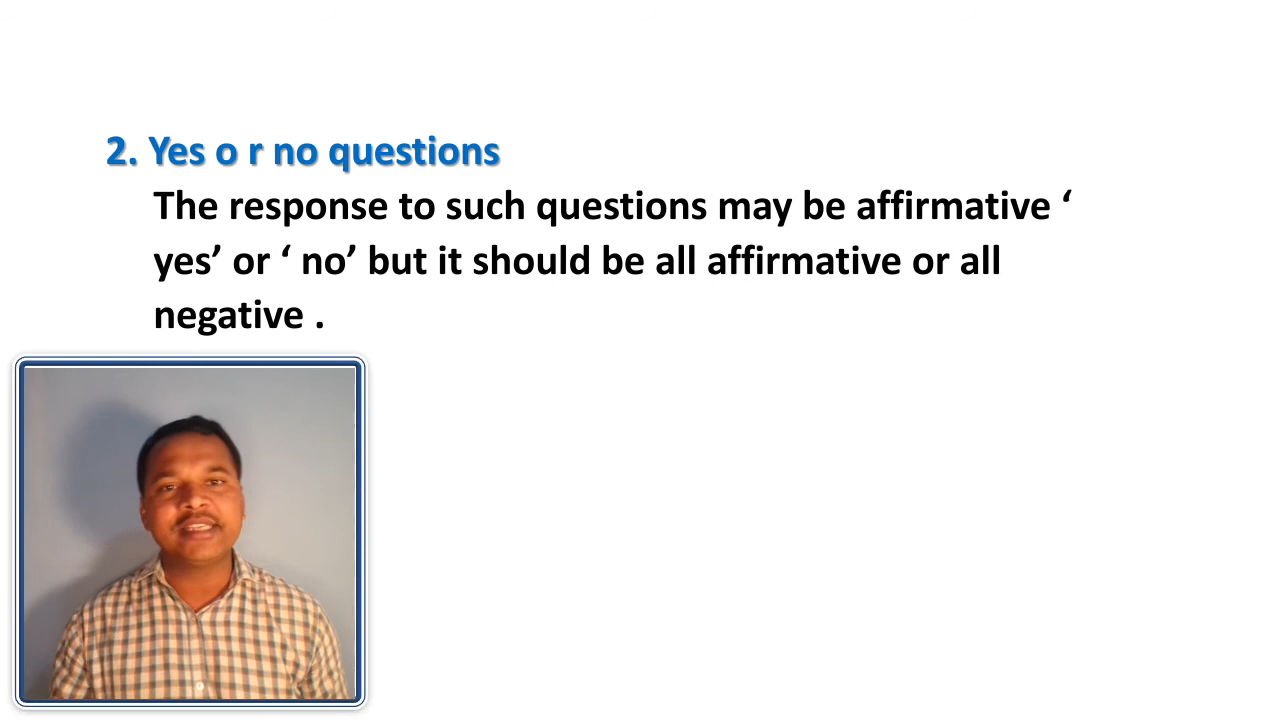 2. Yes o r no questions
The response to such questions may be affirmative ‘
yes’ or ‘ no’ but it should be all affirmative or all
negative .